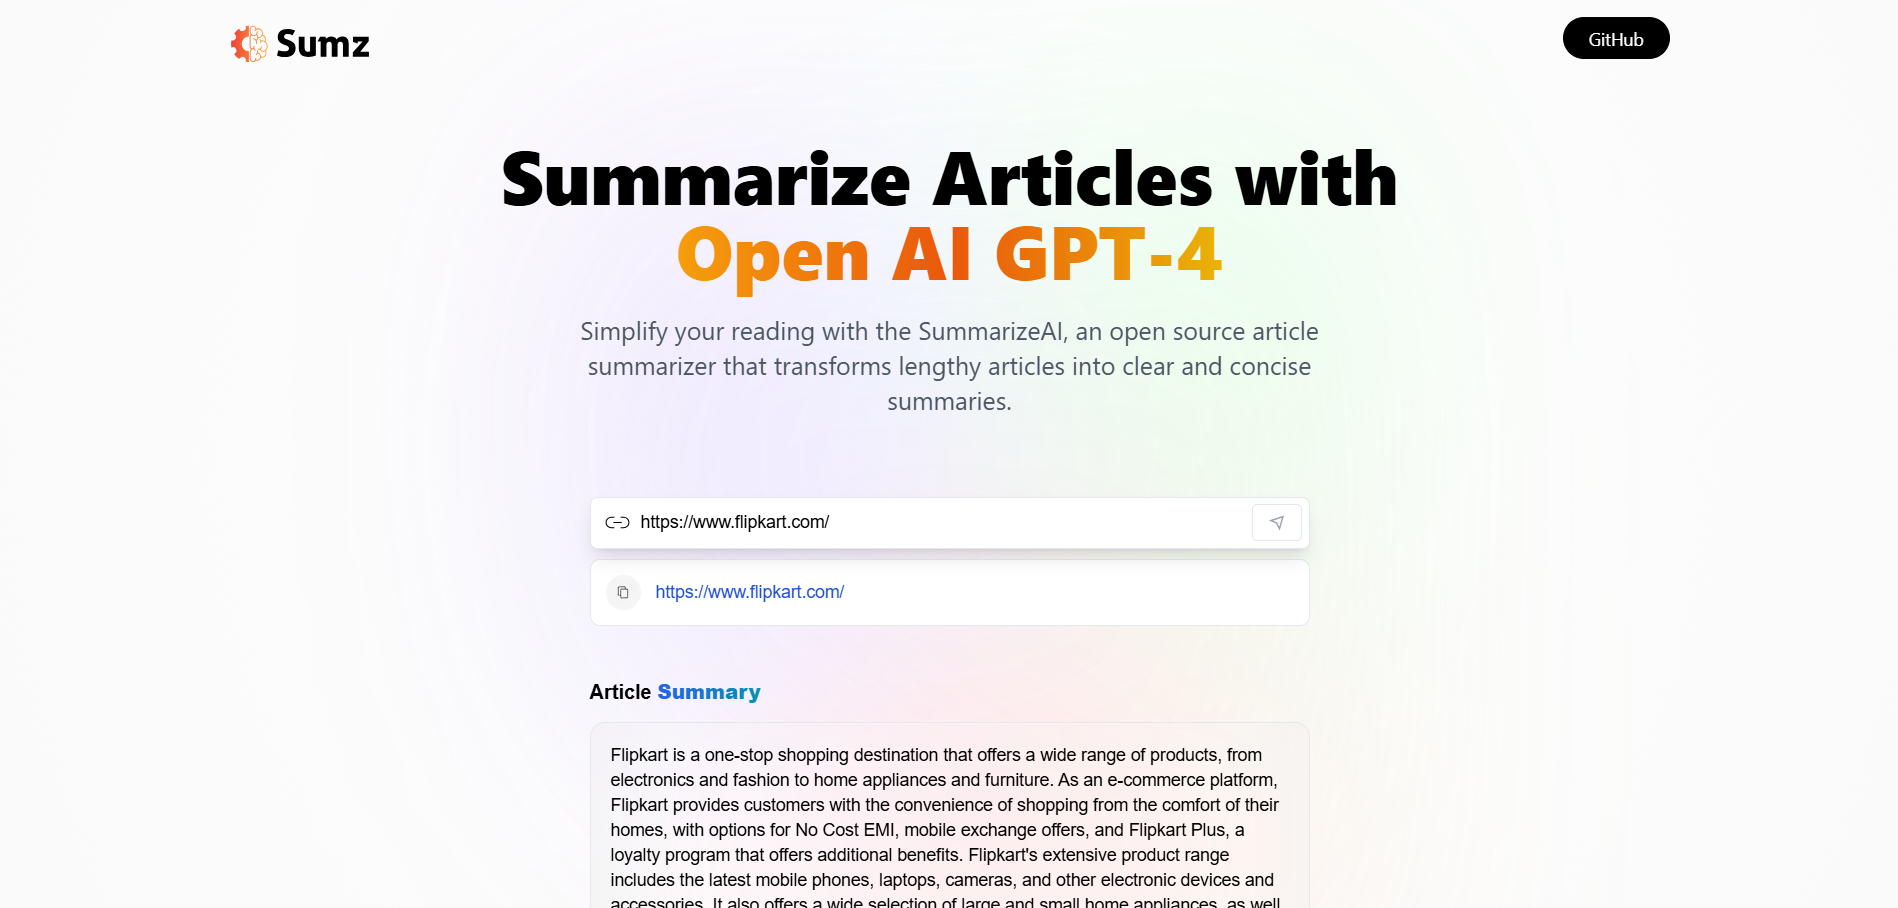 Sumz
GitHub
Summarize Articles with
Open AI GPT-4
Simplify your reading with the SummarizeAI, an open source article
summarizer that transforms lengthy articles into clear and concise
summaries.
https://www.flipkart.com/
https://www.flipkart.com/
Article Summary
Flipkart is a one-stop shopping destination that offers a wide range of products, from
electronics and fashion to home appliances and furniture. As an e-commerce platform,
Flipkart provides customers with the convenience of shopping from the comfort of their
homes, with options for No Cost EMI, mobile exchange offers, and Flipkart Plus, a
loyalty program that offers additional benefits. Flipkart's extensive product range
includes the latest mobile phones, laptops, cameras, and other electronic devices and
accessories. It also offers a wide selection of large and small home appliances, as well